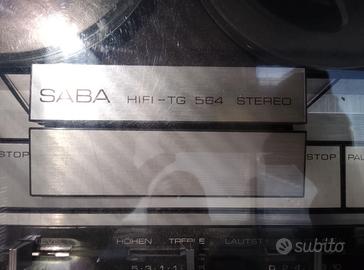 SABA HIFI-TG 564 STEREO
STOP STOP
HÖHEN TREBLE
subito